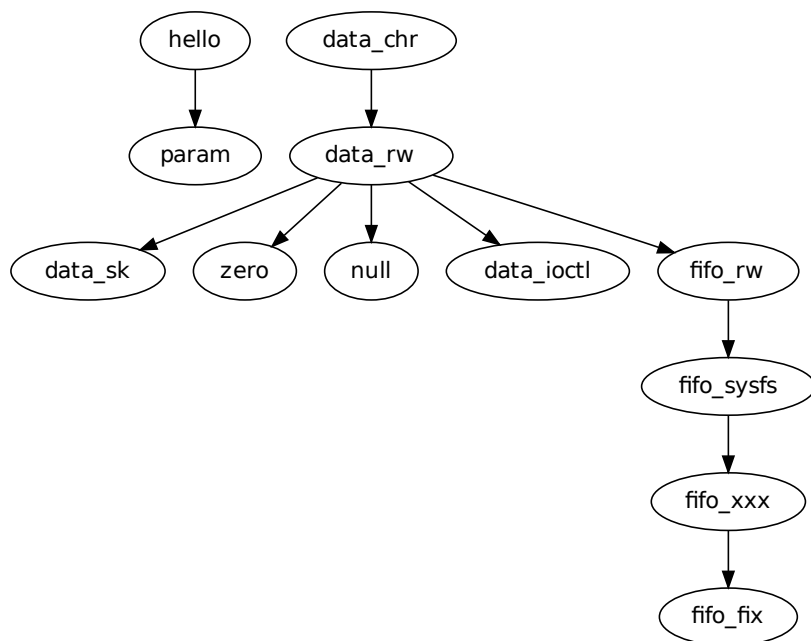 hello
data_chr
param
data_rw
data_sk
zero
null
data_ioctl
fifo_rw
fifo_sysfs
fifo_xxx
fifo_fix